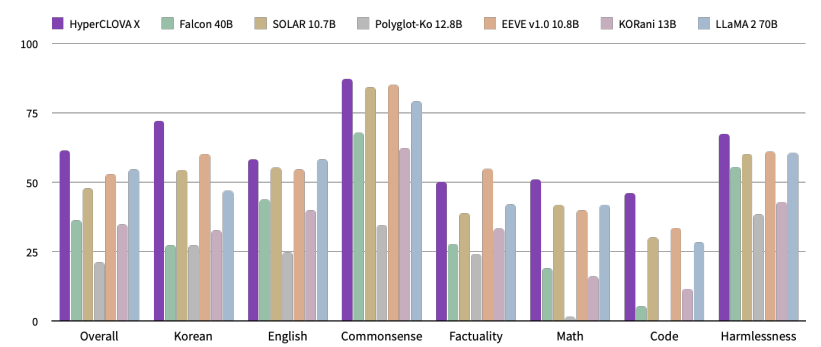 HyperCLOVA X Falcon 40B SOLAR 10.7B Polyglot-Ko 12.8B EEVE v1.0 10.8B KORani 13B LLaMA 2 70B
100
75
50
25
0
Overall Korean English Commonsense Factuality Math Code Harmlessness